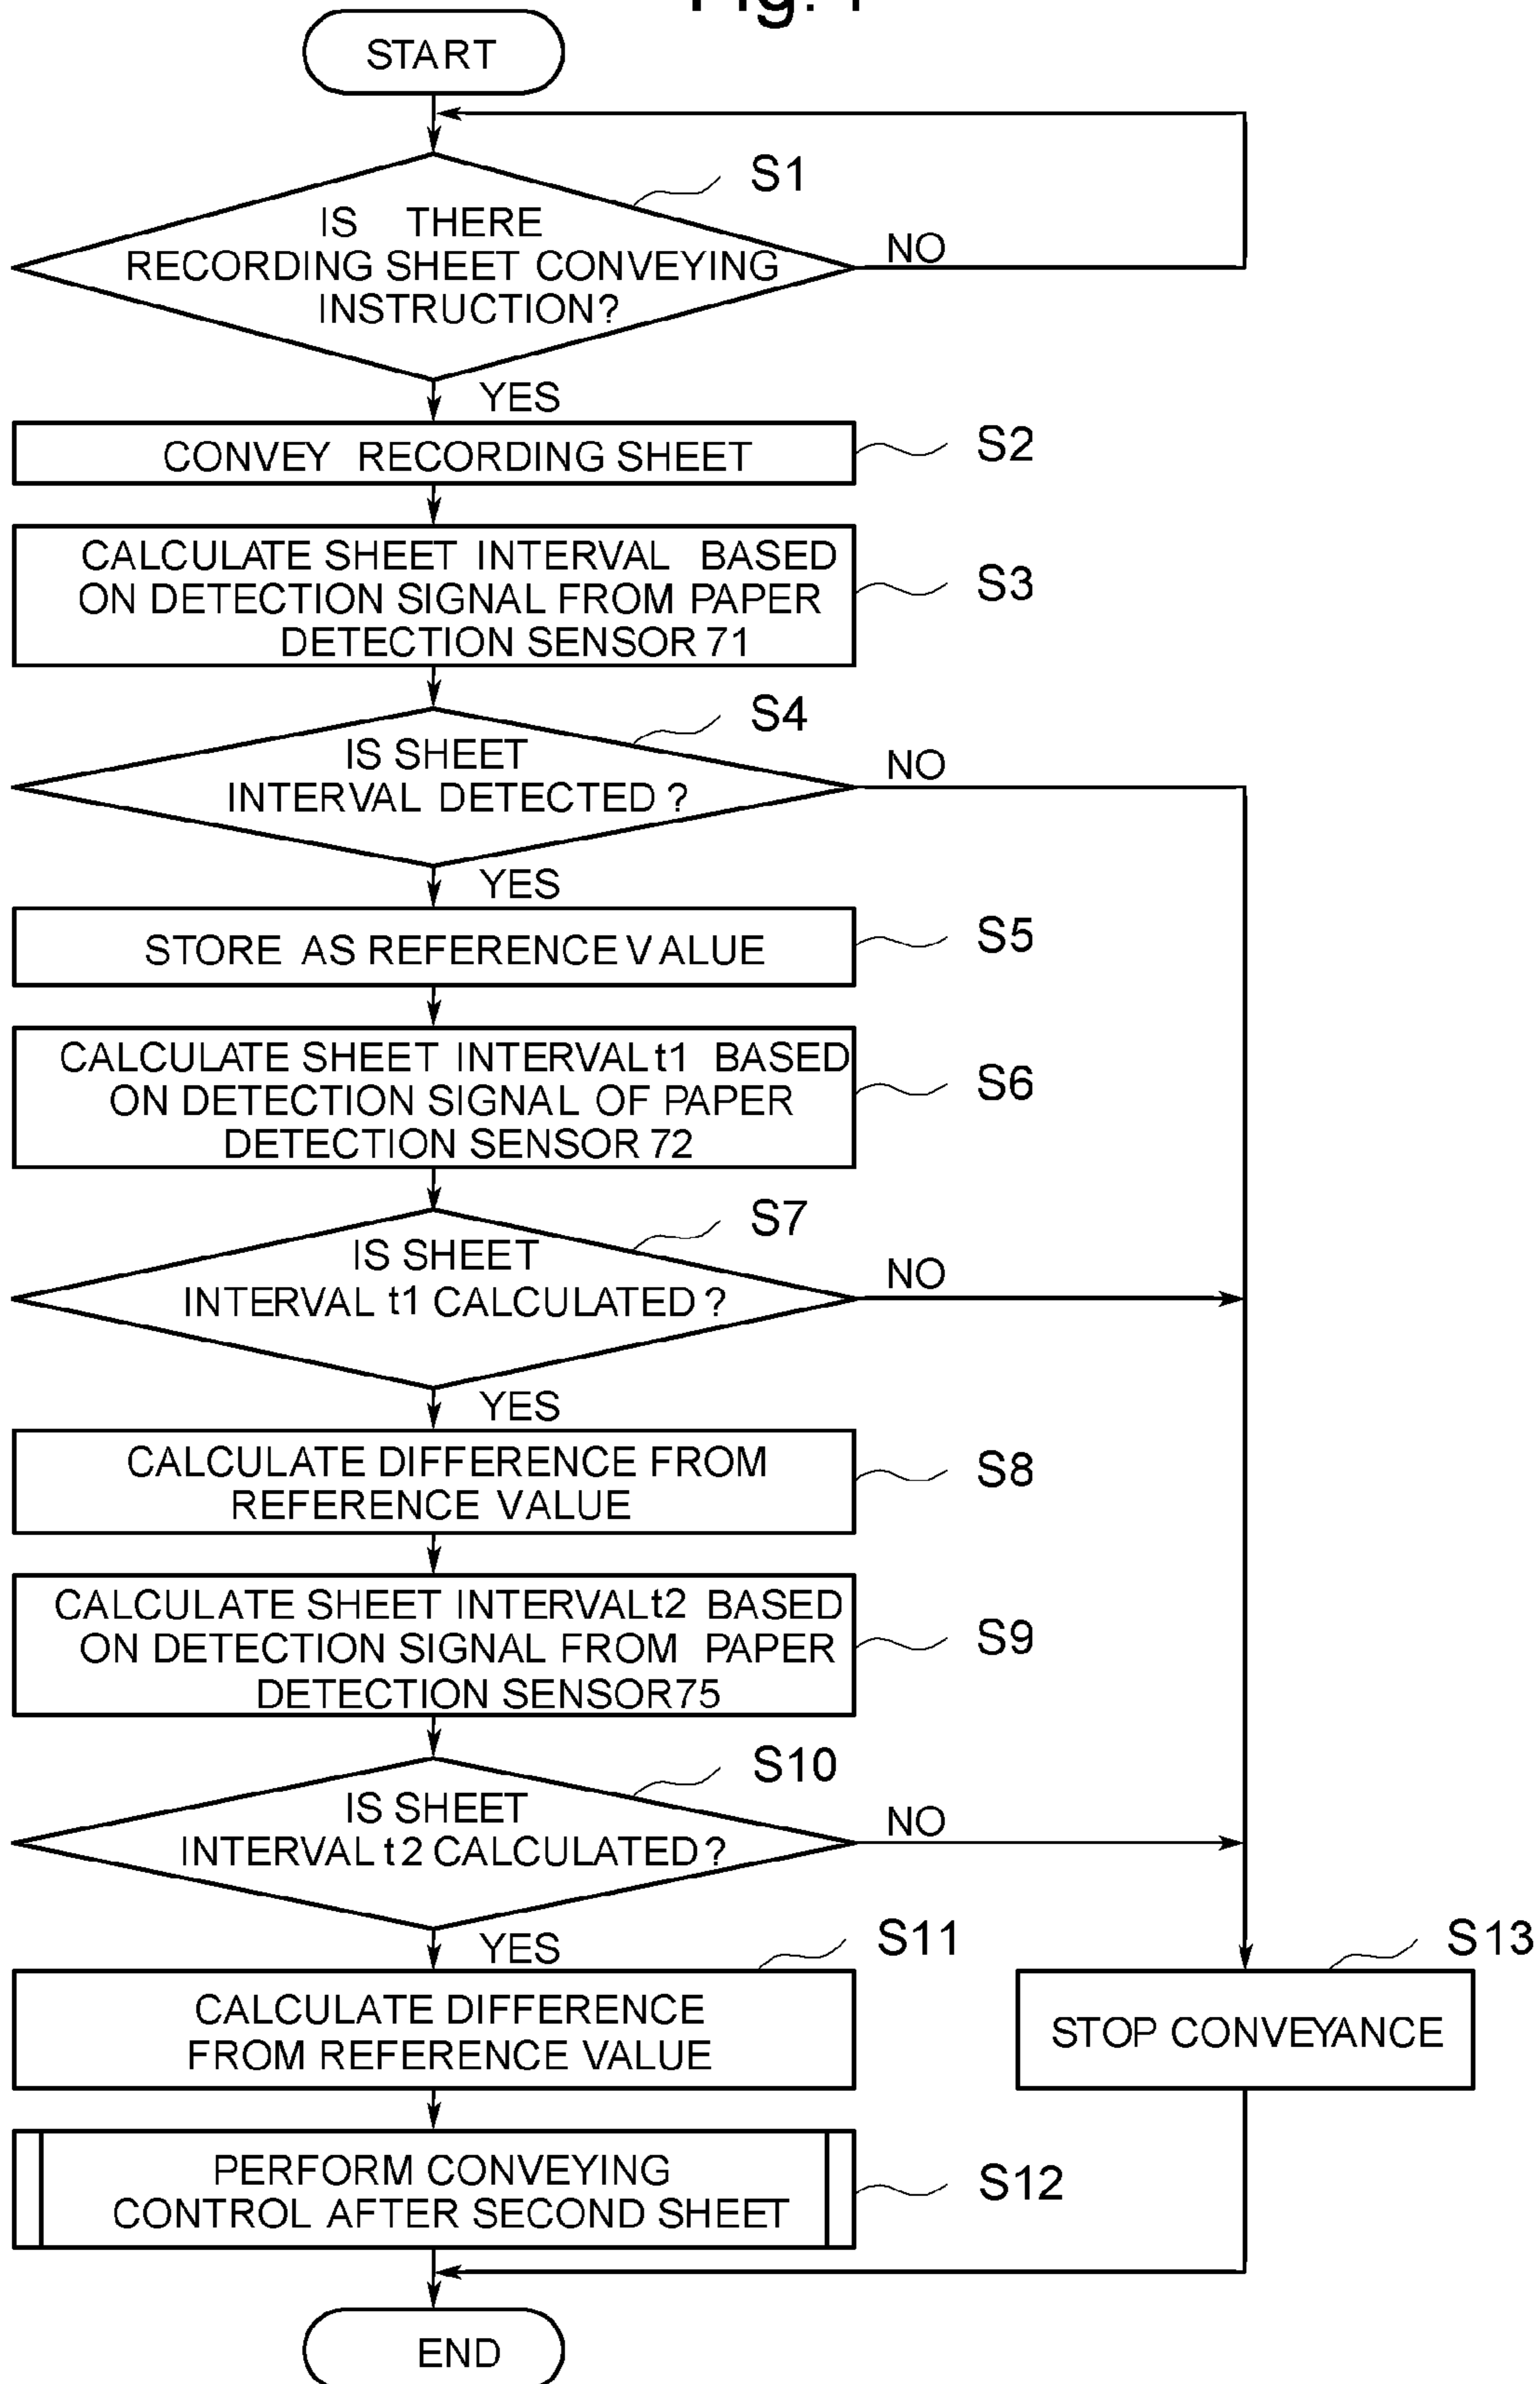 START
S1
IS THERE
RECORDING SHEET CONVEYING
INSTRUCTION?
NO
YES
CONVEY RECORDING SHEET
S2
CALCULATE SHEET INTERVAL BASED
ON DETECTION SIGNAL FROM PAPER
DETECTION SENSOR 71
S3
S4
IS SHEET
INTERVAL DETECTED ?
NO
YES
STORE AS REFERENCE VALUE
S5
CALCULATE SHEET INTERVAL t1 BASED
ON DETECTION SIGNAL OF PAPER
DETECTION SENSOR 72
S6
S7
IS SHEET
INTERVAL t1 CALCULATED ?
NO
YES
CALCULATE DIFFERENCE FROM
REFERENCE VALUE
S8
CALCULATE SHEET INTERVAL t2 BASED
ON DETECTION SIGNAL FROM PAPER
DETECTION SENSOR 75
S9
S10
IS SHEET
INTERVAL t2 CALCULATED ?
NO
YES
S11
CALCULATE DIFFERENCE
FROM REFERENCE VALUE
S13
STOP CONVEYANCE
PERFORM CONVEYING
CONTROL AFTER SECOND SHEET
S12
END